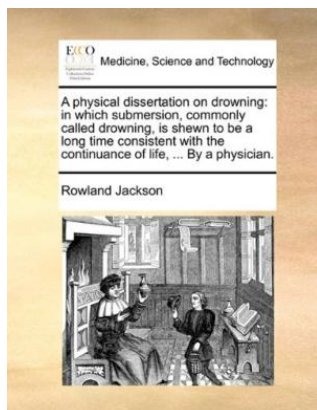 ECCO
Medicine, Science and Technology
A physical dissertation on drowning:
in which submersion, commonly
called drowning, is shewn to be a
long time consistent with the
continuance of life, ... By a physician.
Rowland Jackson